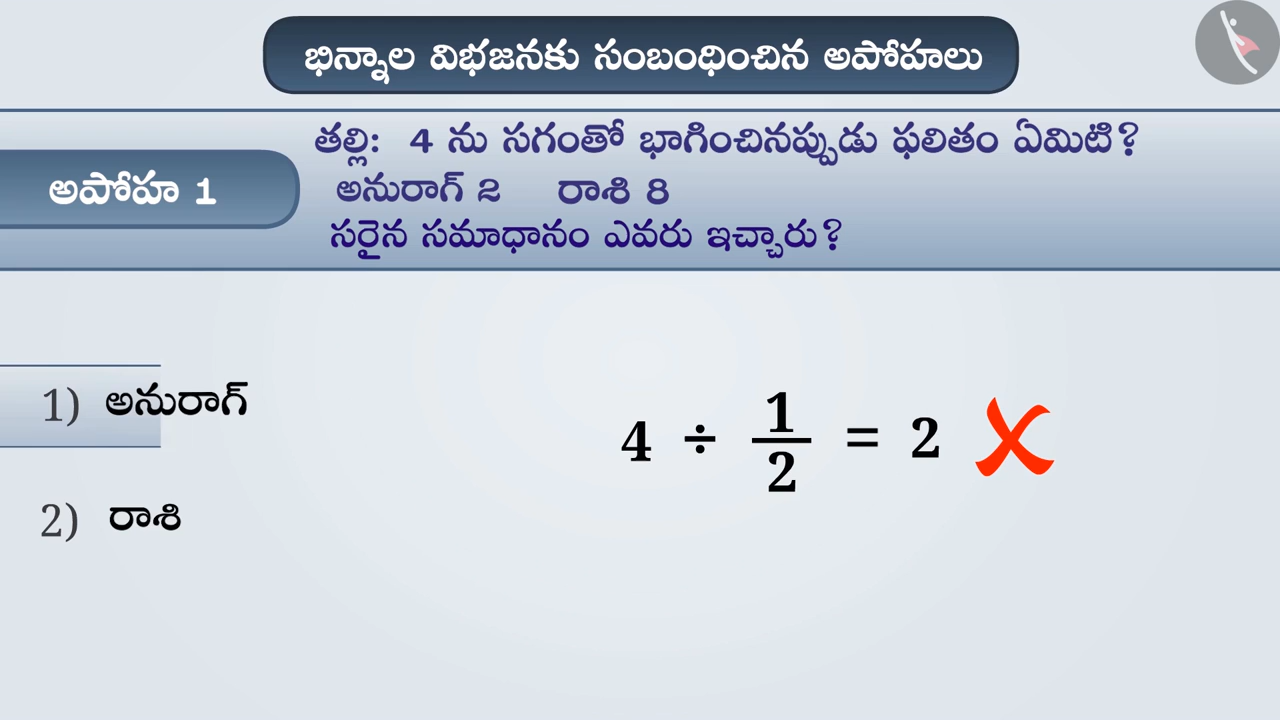 భిన్నాల విభజనకు సంబంధించిన అపోహలు
తల్లి: 4 ను సగంతో భాగించినప్పుడు ఫలితం ఏమిటి?
అపోహ 1
అనురాగ్ 2 రాశి 8
సరైన సమాధానం ఎవరు ఇచ్చారు?
1) అనురాగ్
4 ÷ 1/2 = 2 ✗
2) రాశి